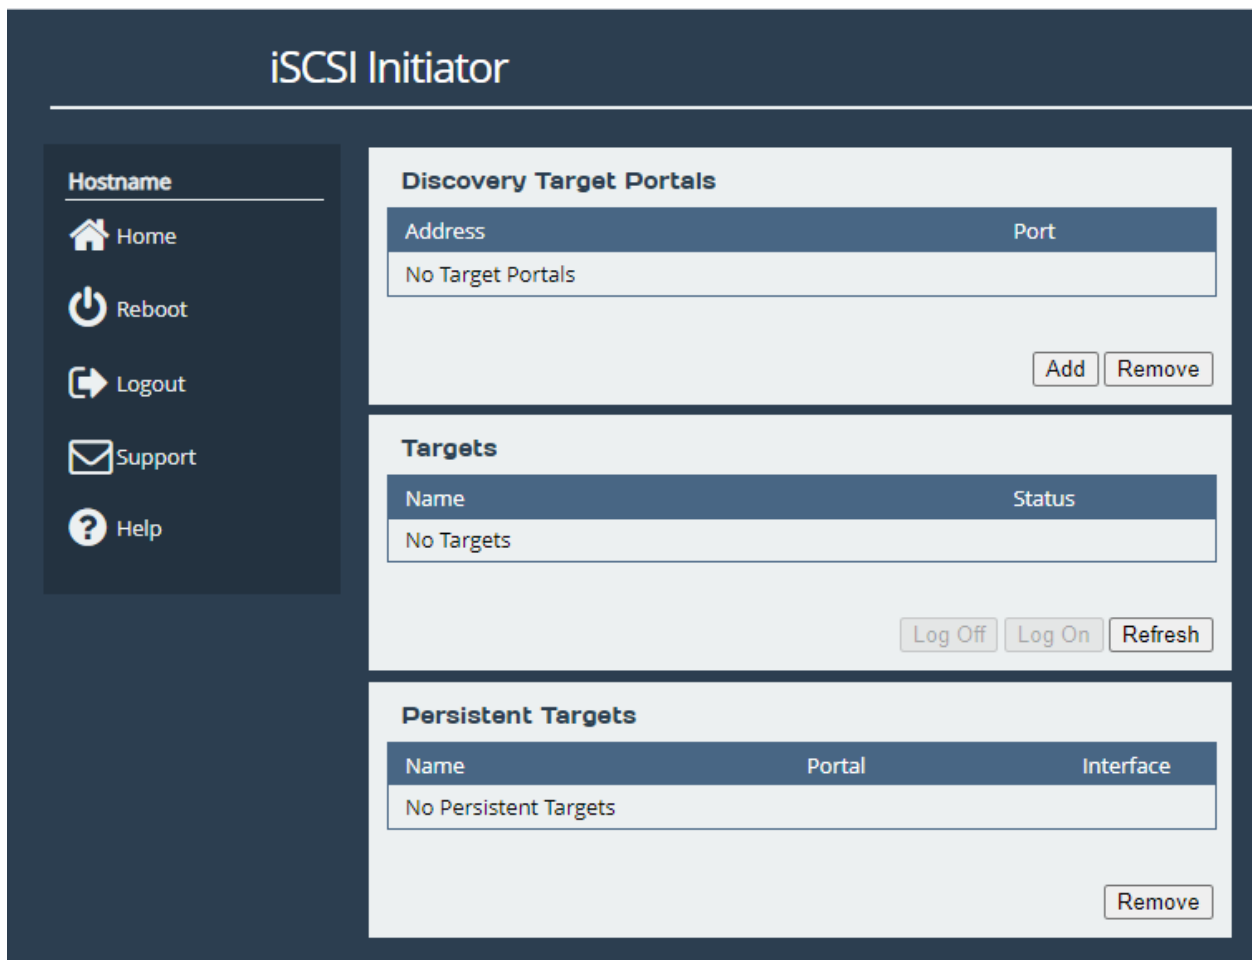 iSCSI Initiator
Hostname
Home
Reboot
Logout
Support
Help
Discovery Target Portals
Address Port
No Target Portals
Add Remove
Targets
Name Status
No Targets
Log Off Log On Refresh
Persistent Targets
Name Portal Interface
No Persistent Targets
Remove